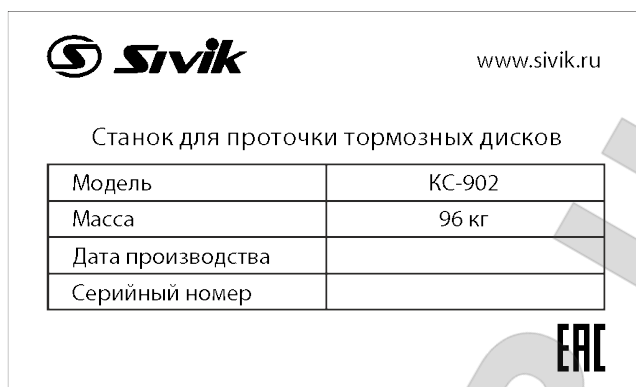 Sivik
www.sivik.ru
Станок для проточки тормозных дисков
Модель КС-902
Масса 96 кг
Дата производства
Серийный номер
EAC